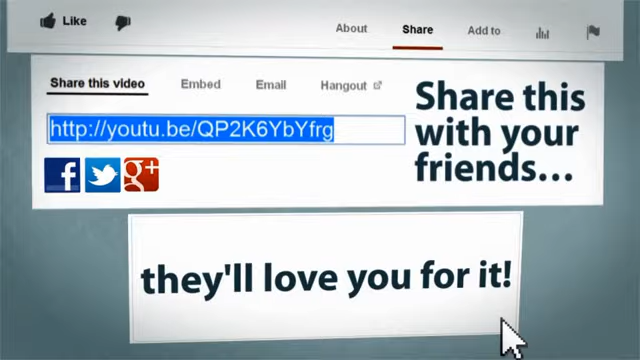 Like
About Share Add to
Share this video Embed Email Hangout
http://youtu.be/QP2K6YbYfrg
Share this
with your
friends...
they'll love you for it!